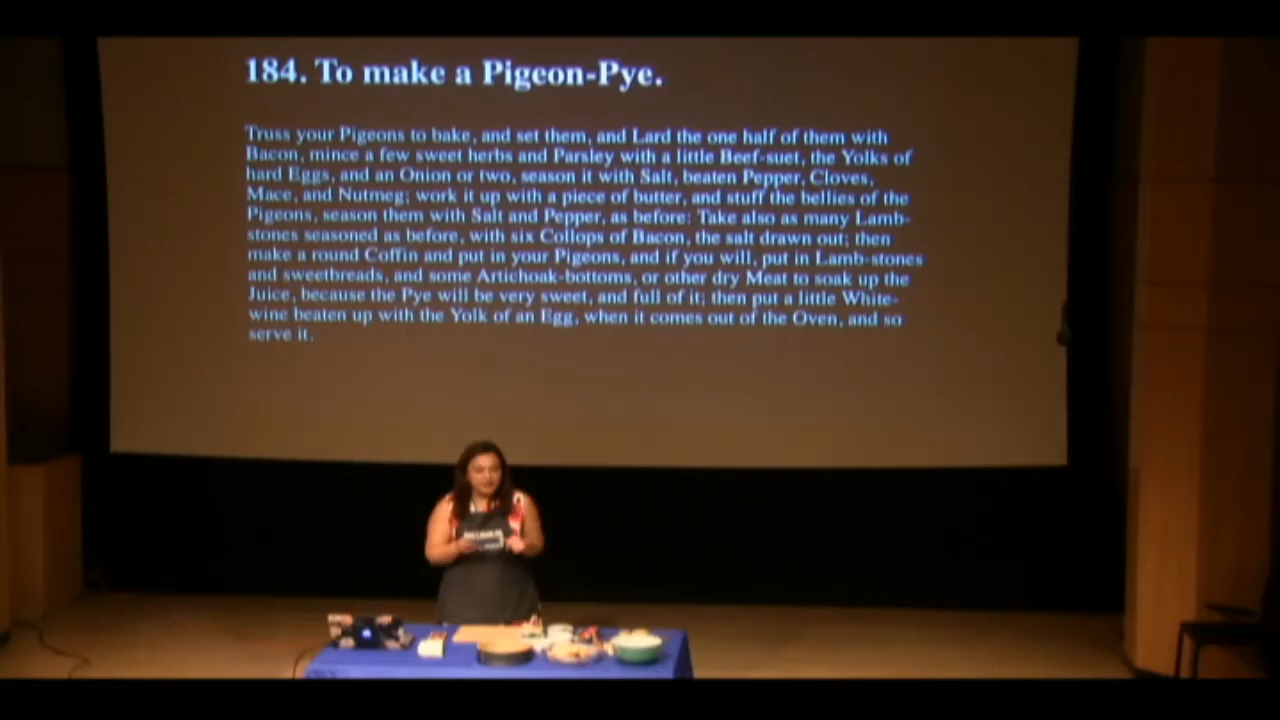 184. To make a Pigeon-Pye.
Truss your Pigeons to bake, and set them, and Lard the one half of them with
Bacon, mince a few sweet herbs and Parsley with a little Beef-suet, the Yolks of
hard Eggs, and an Onion or two, season it with Salt, beaten Pepper, Cloves,
Mace, and Nutmeg; work it up with a piece of butter, and stuff the bellies of the
Pigeons, season them with Salt and Pepper, as before: Take also as many Lamb-
stones seasoned as before, with six Collops of Bacon, the salt drawn out; then
make a round Coffin and put in your Pigeons, and if you will, put in Lamb-stones
and sweetbreads, and some Artichoak-bottoms, or other dry Meat to soak up the
Juice, because the Pye will be very sweet, and full of it; then put a little White-
wine beaten up with the Yolk of an Egg, when it comes out of the Oven, and so
serve it.